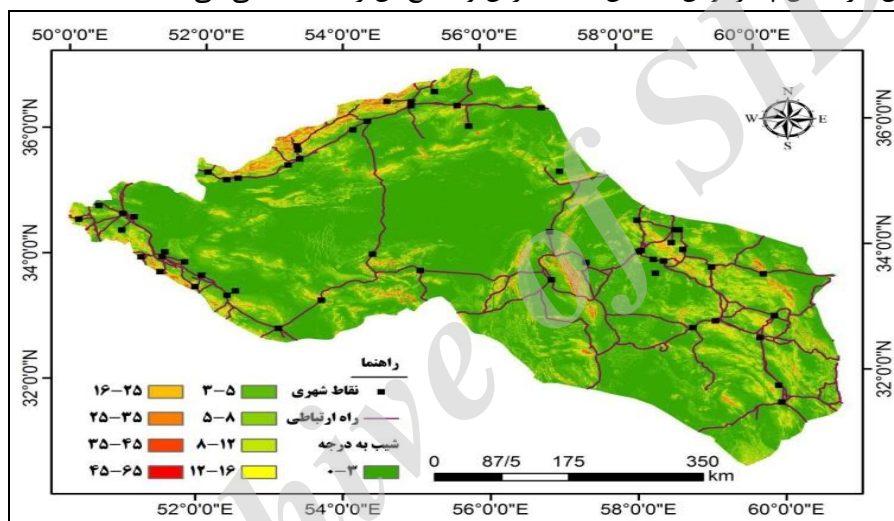 50°0'0"E 52°0'0"E 54°0'0"E 56°0'0"E 58°0'0"E 60°0'0"E
36°0'0"N
34°0'0"N
32°0'0"N
N
W E
S
36°0'0"N
34°0'0"N
32°0'0"N
راهنما
نقاط شهری
راه ارتباطی
شیب به درجه
۰-۳
۳-۵
۵-۸
۸-۱۲
۱۲-۱۶
۱۶-۲۵
۲۵-۳۵
۳۵-۴۵
۴۵-۶۵
0 87/5 175 350
km
52°0'0"E 54°0'0"E 56°0'0"E 58°0'0"E 60°0'0"E
Archive of SID